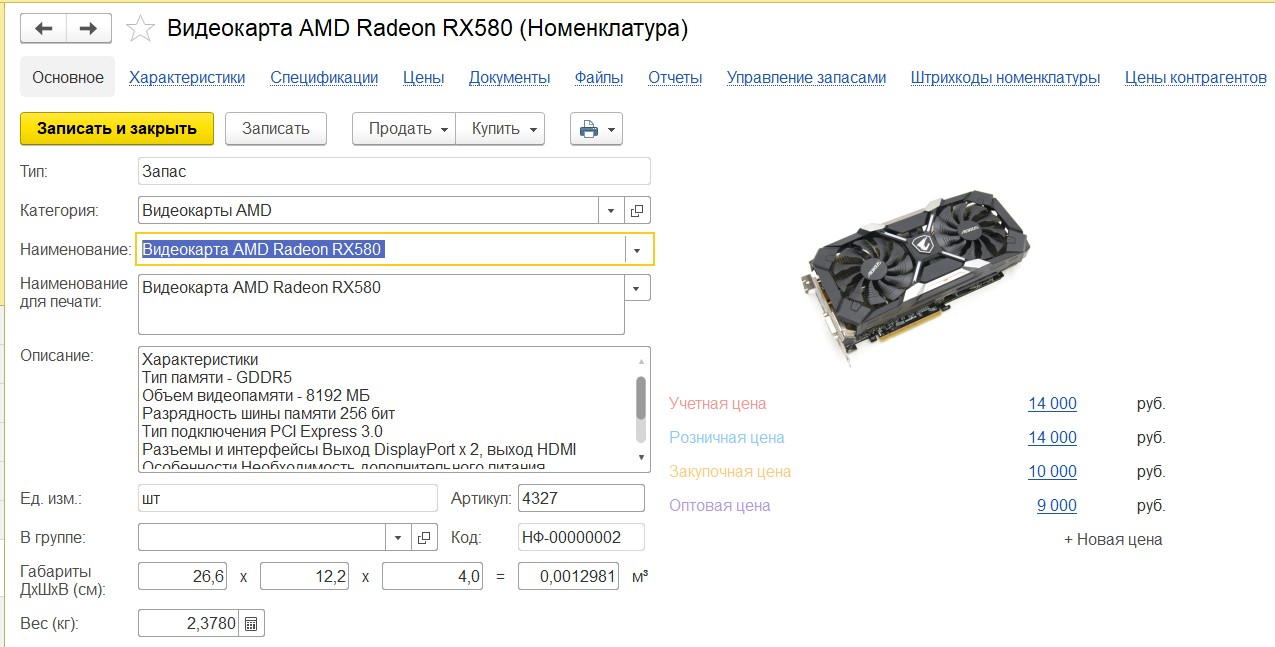 Видеокарта AMD Radeon RX580 (Номенклатура)
Основное Характеристики Спецификации Цены Документы Файлы Отчеты Управление запасами Штрихкоды номенклатуры Цены контрагентов
Записать и закрыть Записать Продать Купить
Тип: Запас
Категория: Видеокарты AMD
Наименование: Видеокарта AMD Radeon RX580
Наименование для печати: Видеокарта AMD Radeon RX580
Описание: Характеристики
Тип памяти - GDDR5
Объем видеопамяти - 8192 МБ
Разрядность шины памяти 256 бит
Тип подключения PCI Express 3.0
Разъемы и интерфейсы Выход DisplayPort x 2, выход HDMI
Особенности Необходимость дополнительного питания
Учетная цена 14 000 руб.
Розничная цена 14 000 руб.
Закупочная цена 10 000 руб.
Оптовая цена 9 000 руб.
+ Новая цена
Ед. изм.: шт Артикул: 4327
В группе: Код: НФ-00000002
Габариты ДхШхВ (см): 26,6 x 12,2 x 4,0 = 0,0012981 м³
Вес (кг): 2,3780